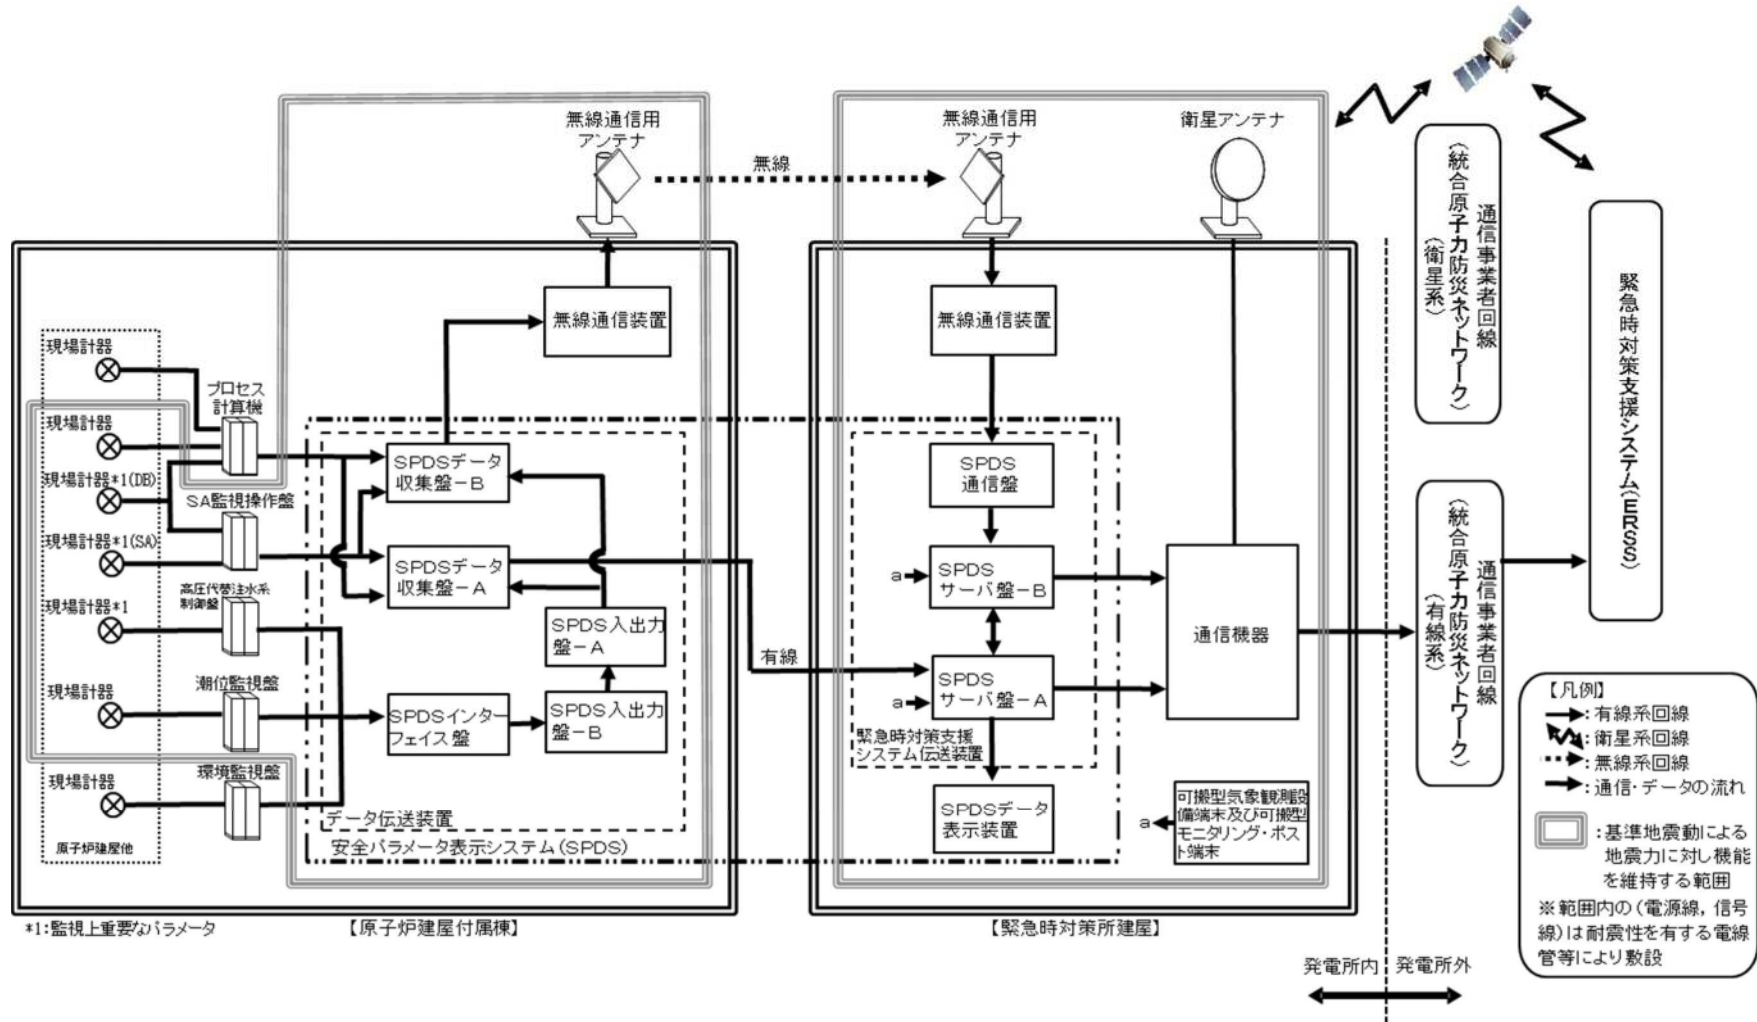 無線通信用
アンテナ
無線
無線通信用
アンテナ
衛星アンテナ
通信事業者回線
(統合原子力防災ネットワーク)
(衛星系)
緊急時対策支援システム(ERSS)
無線通信装置
無線通信装置
現場計器
プロセス
計算機
現場計器
現場計器*1(DB)
SA監視操作盤
現場計器*1(SA)
高圧代替注水系
制御盤
現場計器*1
潮位監視盤
現場計器
環境監視盤
現場計器
原子炉建屋他
SPDSデータ
収集盤-B
SPDSデータ
収集盤-A
SPDS入出力
盤-A
SPDSインター
フェイス盤
SPDS入出力
盤-B
データ伝送装置
安全パラメータ表示システム(SPDS)
有線
SPDS
通信盤
a
SPDS
サーバ盤-B
a
SPDS
サーバ盤-A
緊急時対策支援
システム伝送装置
SPDSデータ
表示装置
通信機器
a
可搬型気象観測設
備端末及び可搬型
モニタリング・ポス
ト端末
通信事業者回線
(統合原子力防災ネットワーク)
(有線系)
【凡例】
:有線系回線
:衛星系回線
:無線系回線
:通信・データの流れ
:基準地震動による
地震力に対し機能
を維持する範囲
※範囲内の(電源線,信号
線)は耐震性を有する電線
管等により敷設
*1:監視上重要なパラメータ
【原子炉建屋付属棟】
【緊急時対策所建屋】
発電所内
発電所外